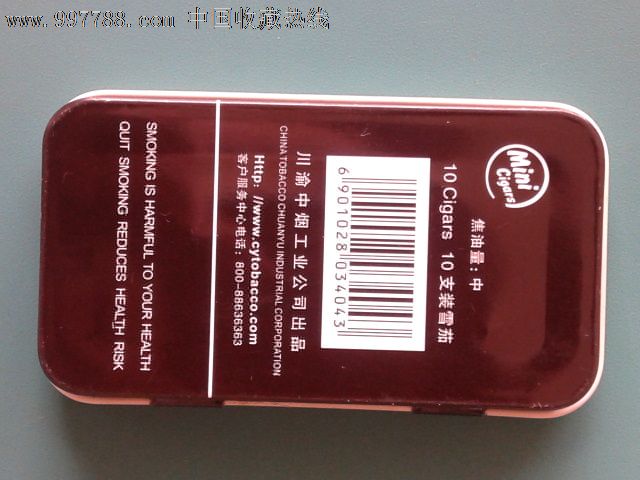 www.997788.com 中国收藏热线
Mini
Cigars
焦油量：中
10 Cigars 10支装雪茄
6901028 034043
川渝中烟工业公司出品
CHINA TOBACCO CHUANYU INDUSTRIAL CORPORATION
Http: //www.cytobacco.com
客户服务中心电话：800-88636363
SMOKING IS HARMFUL TO YOUR HEALTH
QUIT SMOKING REDUCES HEALTH RISK